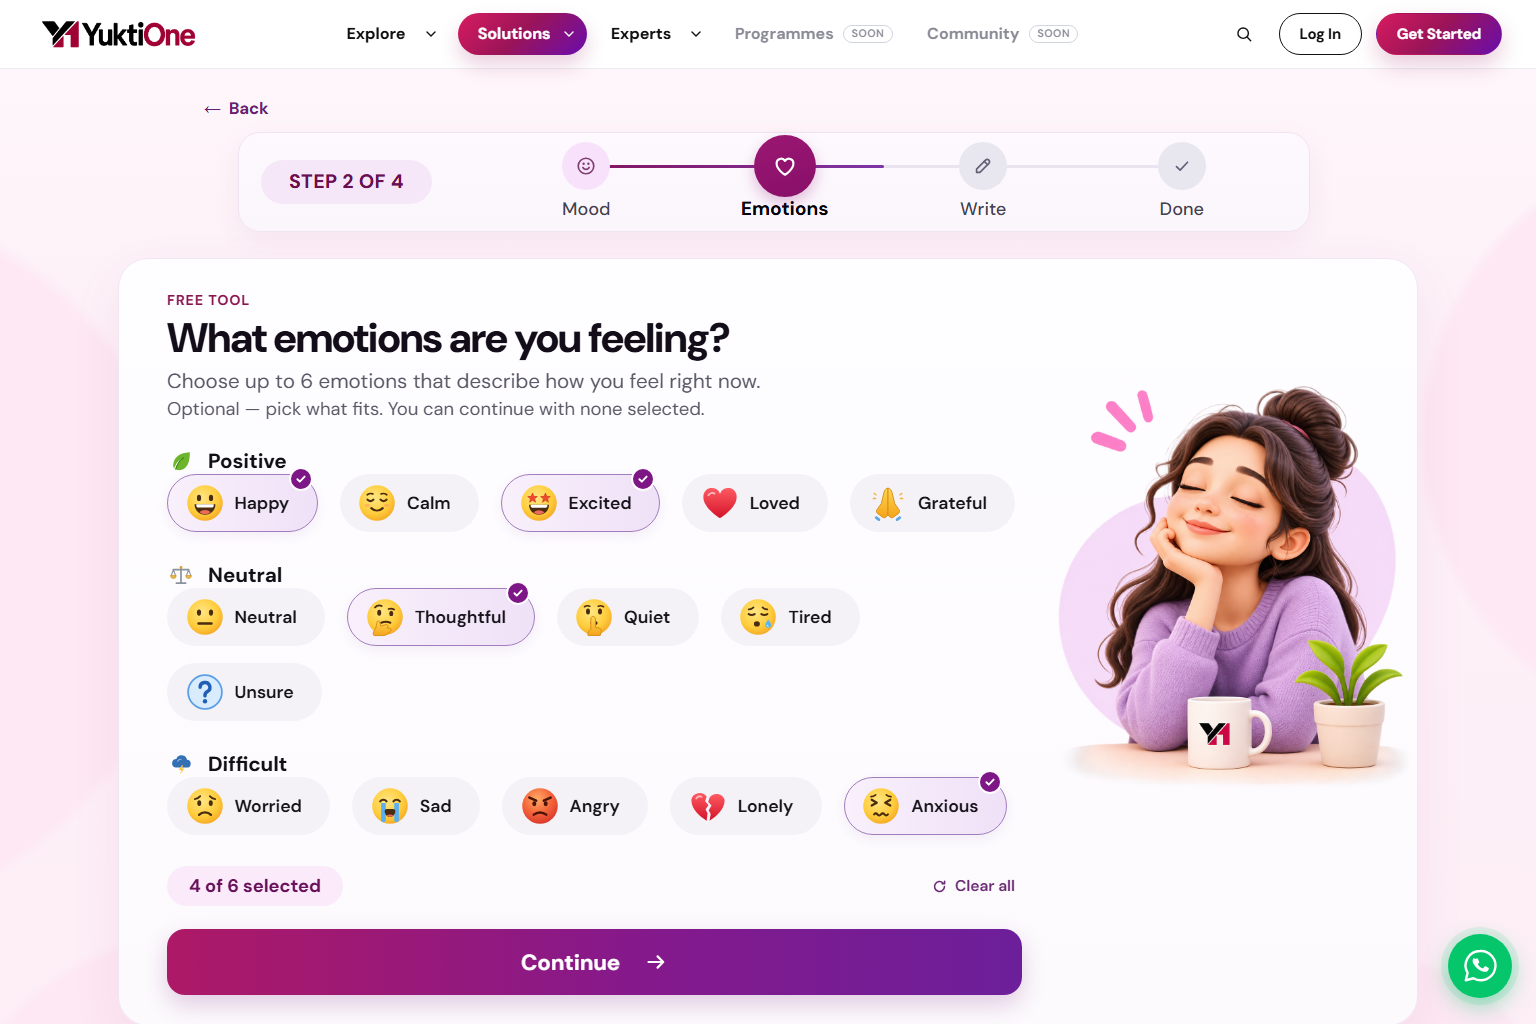 YuktiOne
Explore
Solutions
Experts
Programmes SOON
Community SOON
Log In
Get Started
← Back
STEP 2 OF 4
Mood
Emotions
Write
Done
FREE TOOL
What emotions are you feeling?
Choose up to 6 emotions that describe how you feel right now.
Optional — pick what fits. You can continue with none selected.
Positive
Happy
Calm
Excited
Loved
Grateful
Neutral
Neutral
Thoughtful
Quiet
Tired
Unsure
Difficult
Worried
Sad
Angry
Lonely
Anxious
4 of 6 selected
Clear all
Continue →